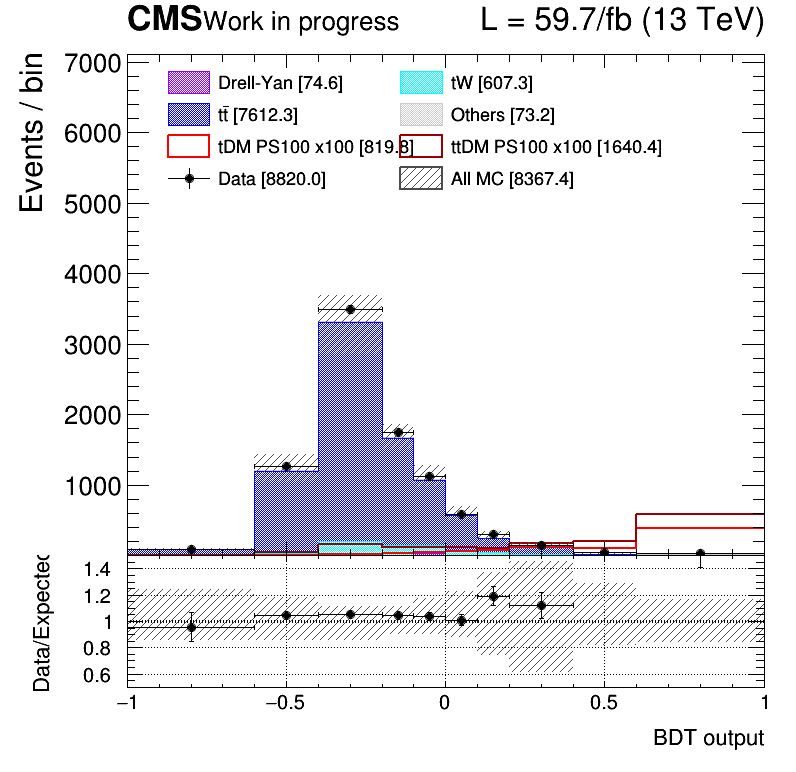 CMS Work in progress L = 59.7/fb (13 TeV)
Events / bin
7000
6000
5000
4000
3000
2000
1000
Drell-Yan [74.6] tW [607.3]
tt̄ [7612.3] Others [73.2]
tDM PS100 x100 [819.8] ttDM PS100 x100 [1640.4]
Data [8820.0] All MC [8367.4]
Data/Expected
1.4
1.2
1
0.8
0.6
−1 −0.5 0 0.5 1
BDT output